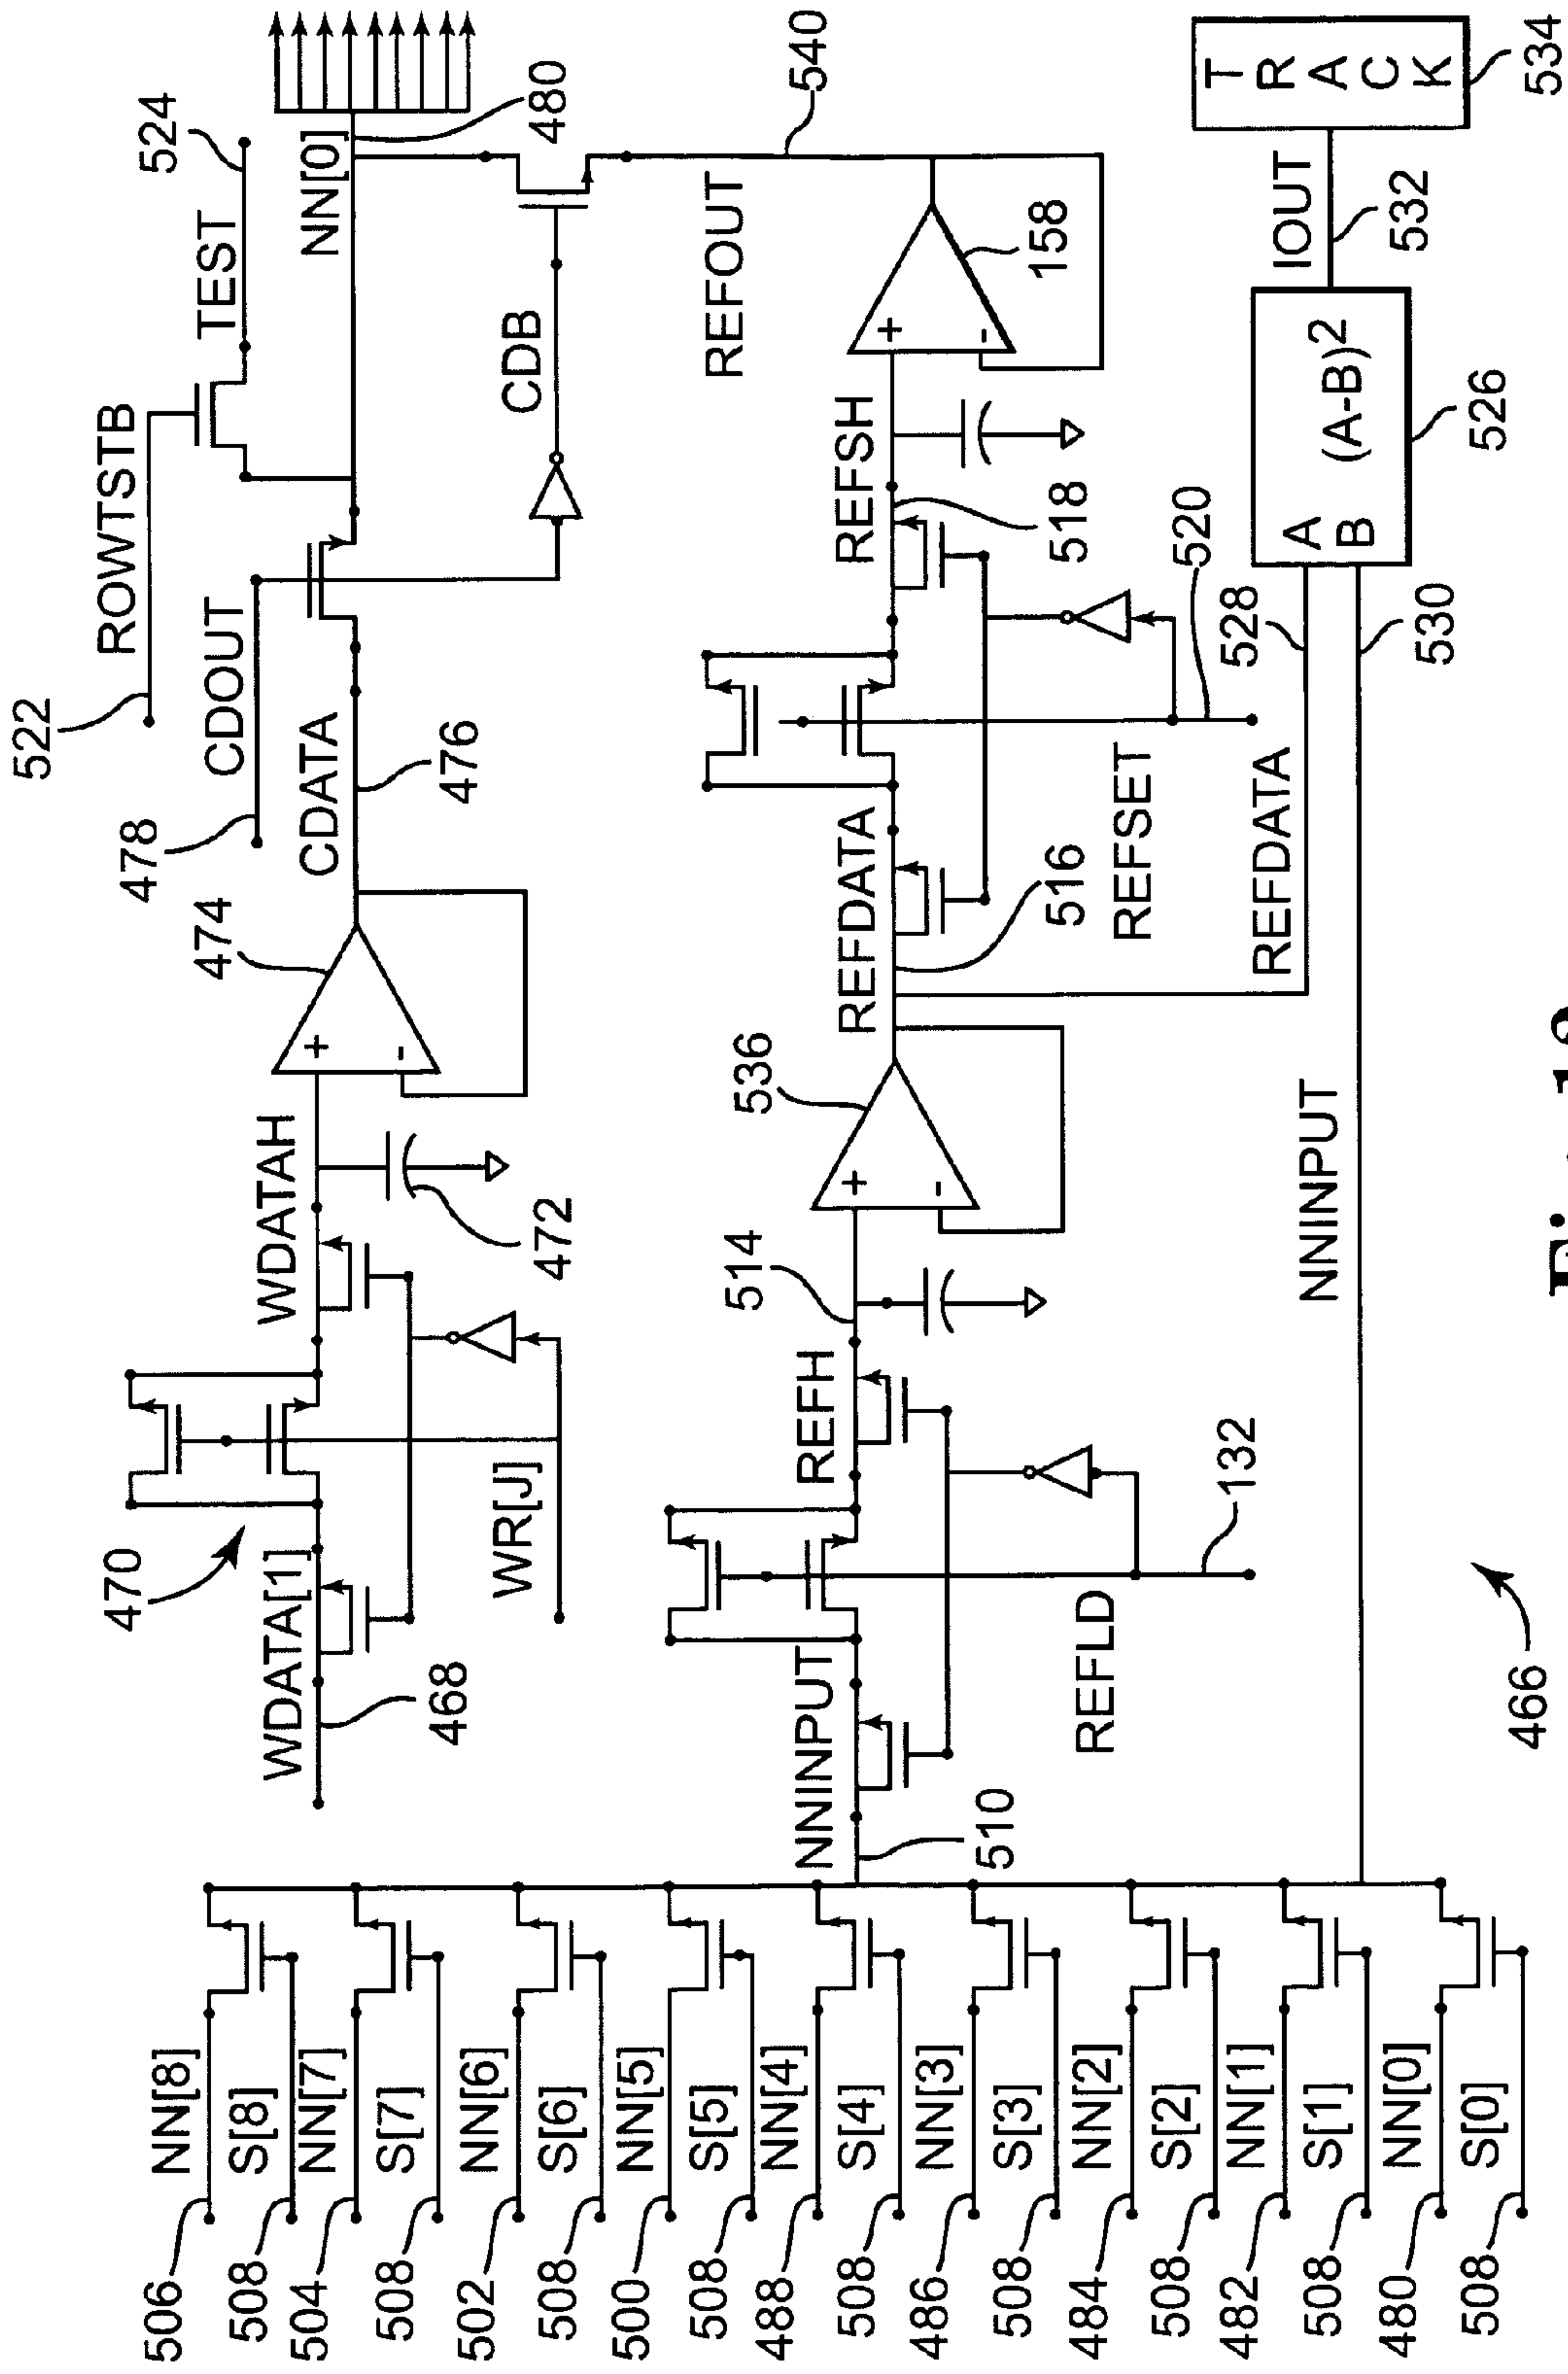 522
ROWTSTB
524
TEST
478
CDOUT
NN[0]
480
474
CDATA
476
CDB
540
470
WDATA[1]
468
WR[J]
WDATAH
472
REFOUT
536
514
NNINPUT
510
REFH
REFLD
132
+
-
+
-
REFDATA
516
REFSET
REFSH
518
520
+
-
158
REFDATA
528
530
NNINPUT
A
B
(A-B)2
526
IOUT
532
T
R
A
C
K
534
506
NN[8]
508
S[8]
504
NN[7]
508
S[7]
502
NN[6]
508
S[6]
500
NN[5]
508
S[5]
488
NN[4]
508
S[4]
486
NN[3]
508
S[3]
484
NN[2]
508
S[2]
482
NN[1]
508
S[1]
480
NN[0]
508
S[0]
466